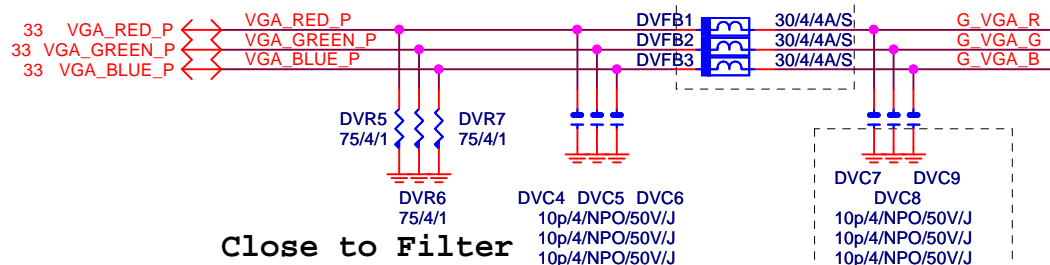 33 VGA_RED_P VGA_RED_P DVFB1 30/4/4A/S G_VGA_R
33 VGA_GREEN_P VGA_GREEN_P DVFB2 30/4/4A/S G_VGA_G
33 VGA_BLUE_P VGA_BLUE_P DVFB3 30/4/4A/S G_VGA_B
DVR5 DVR7
75/4/1 75/4/1
DVR6
75/4/1
DVC4 DVC5 DVC6
10p/4/NPO/50V/J
10p/4/NPO/50V/J
10p/4/NPO/50V/J
DVC7 DVC9
DVC8
10p/4/NPO/50V/J
10p/4/NPO/50V/J
10p/4/NPO/50V/J
Close to Filter